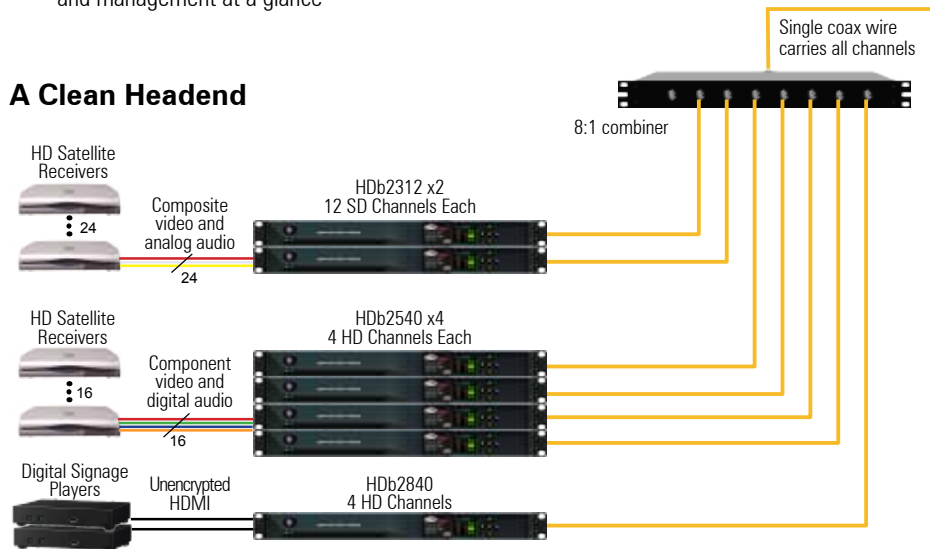 and management at a glance
Single coax wire
carries all channels
A Clean Headend
8:1 combiner
HD Satellite
Receivers
24
Composite
video and
analog audio
24
HDb2312 x2
12 SD Channels Each
HD Satellite
Receivers
16
Component
video and
digital audio
16
HDb2540 x4
4 HD Channels Each
Digital Signage
Players
Unencrypted
HDMI
HDb2840
4 HD Channels